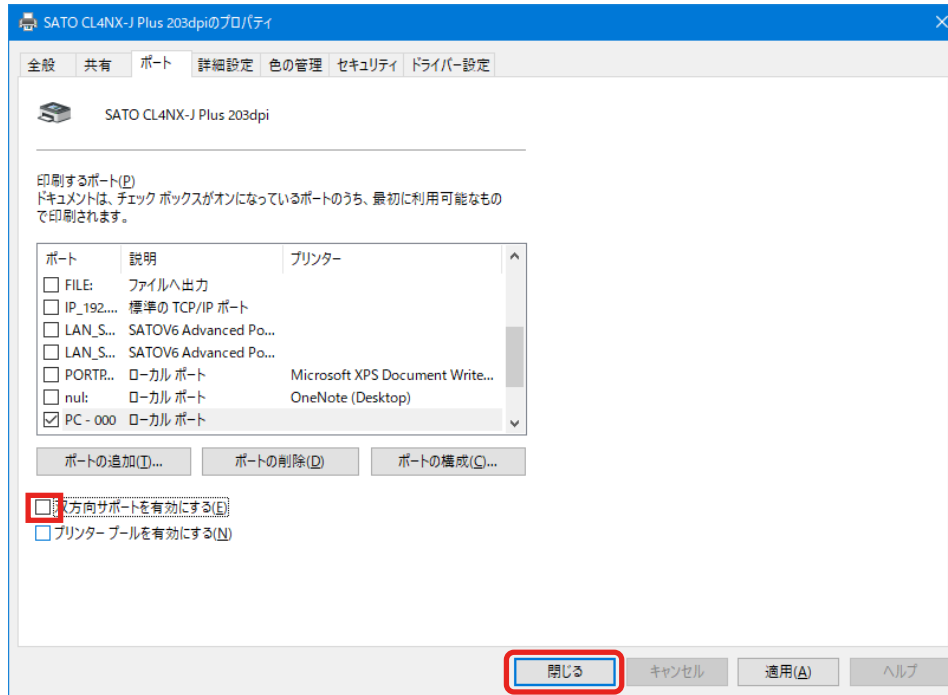 SATO CL4NX-J Plus 203dpiのプロパティ
全般 共有 ポート 詳細設定 色の管理 セキュリティ ドライバー設定
SATO CL4NX-J Plus 203dpi
印刷するポート(P)
ドキュメントは、チェック ボックスがオンになっているポートのうち、最初に利用可能なもの
で印刷されます。
ポート 説明 プリンター
FILE: ファイルへ出力
IP_192.... 標準の TCP/IP ポート
LAN_S... SATOV6 Advanced Po...
LAN_S... SATOV6 Advanced Po...
PORTR... ローカル ポート Microsoft XPS Document Write...
nul: ローカル ポート OneNote (Desktop)
PC - 000 ローカル ポート
ポートの追加(T)... ポートの削除(D) ポートの構成(C)...
双方向サポートを有効にする(E)
プリンター プールを有効にする(N)
閉じる キャンセル 適用(A) ヘルプ